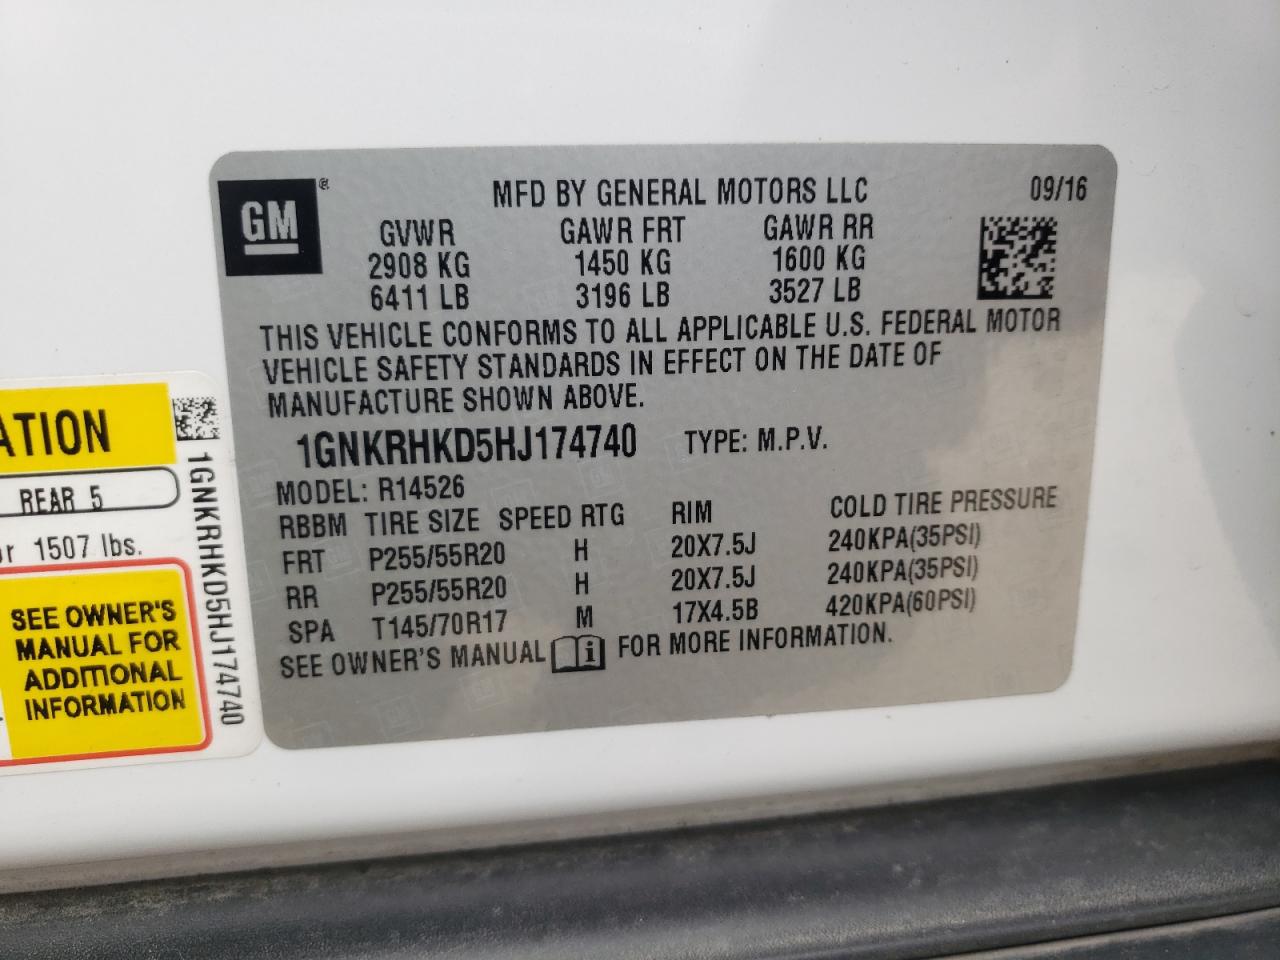 GM ®
MFD BY GENERAL MOTORS LLC 09/16
GVWR GAWR FRT GAWR RR
2908 KG 1450 KG 1600 KG
6411 LB 3196 LB 3527 LB
THIS VEHICLE CONFORMS TO ALL APPLICABLE U.S. FEDERAL MOTOR
VEHICLE SAFETY STANDARDS IN EFFECT ON THE DATE OF
MANUFACTURE SHOWN ABOVE.
1GNKRHKD5HJ174740 TYPE: M.P.V.
MODEL: R14526
RBBM TIRE SIZE SPEED RTG RIM COLD TIRE PRESSURE
FRT P255/55R20 H 20X7.5J 240KPA(35PSI)
RR P255/55R20 H 20X7.5J 240KPA(35PSI)
SPA T145/70R17 M 17X4.5B 420KPA(60PSI)
SEE OWNER'S MANUAL i FOR MORE INFORMATION.
ATION
REAR 5
or 1507 lbs.
SEE OWNER'S
MANUAL FOR
ADDITIONAL
INFORMATION
1GNKRHKD5HJ174740